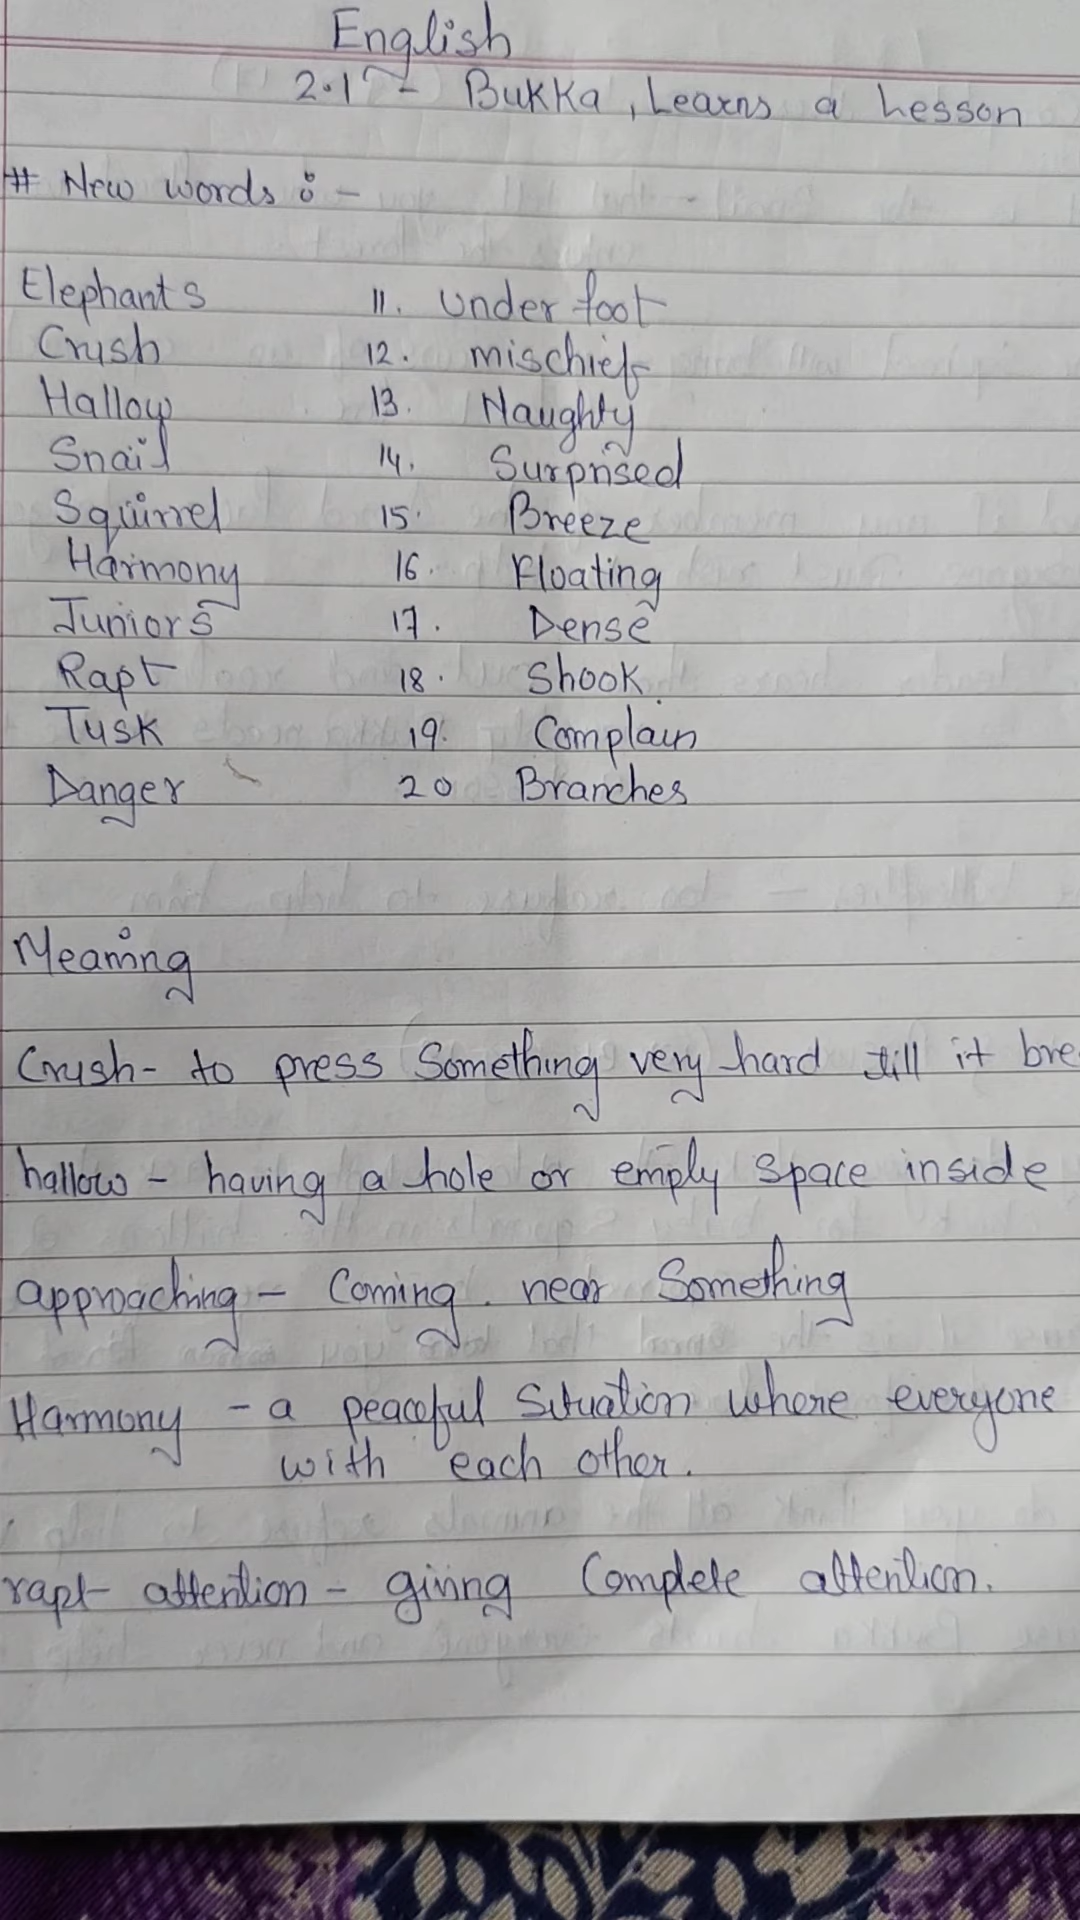 English
2.1 - Bukka, Learns a Lesson
# New words :-
Elephants 11. Under foot
Crush 12. mischief
Hallow 13. Naughty
Snail 14. Surprised
Squirrel 15. Breeze
Harmony 16. Floating
Juniors 17. Dense
Rapt 18. Shook
Tusk 19. Complain
Danger 20 Branches
Meaning
Crush - to press Something very hard till it bre
hallow - having a hole or emply space inside
approaching - Coming near Something
Harmony - a peaceful Situation where everyone
with each other.
rapt attention - giving Complete attention.